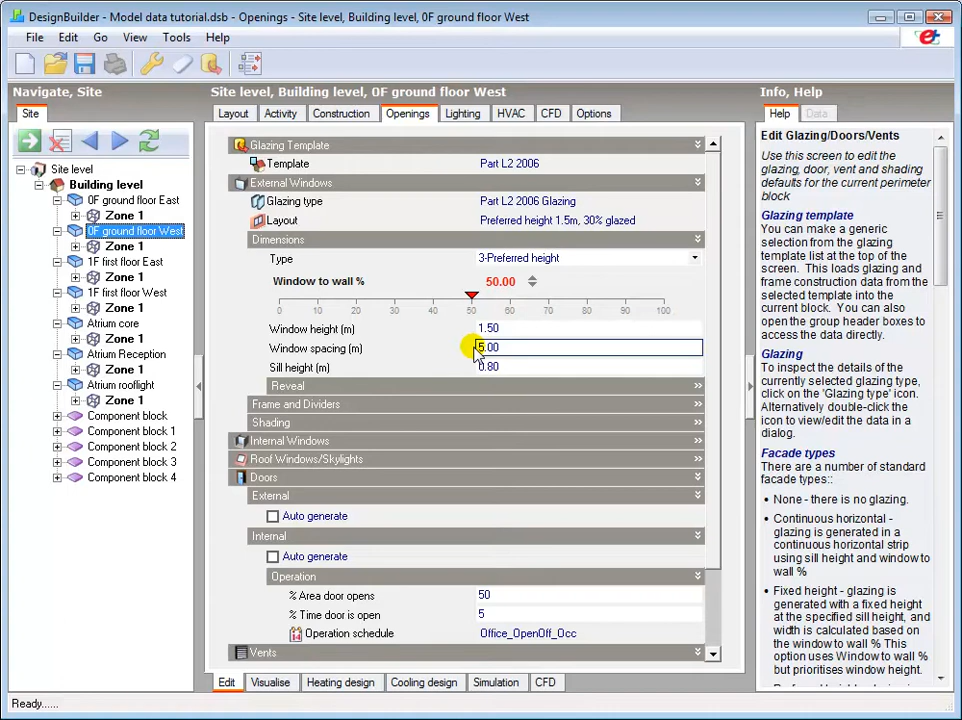 DesignBuilder - Model data tutorial.dsb - Openings - Site level, Building level, 0F ground floor West
File Edit Go View Tools Help
Navigate, Site
Site
Site level
Building level
0F ground floor East
Zone 1
0F ground floor West
Zone 1
1F first floor East
Zone 1
1F first floor West
Zone 1
Atrium core
Zone 1
Atrium Reception
Zone 1
Atrium rooflight
Zone 1
Component block
Component block 1
Component block 2
Component block 3
Component block 4
Site level, Building level, 0F ground floor West
Layout Activity Construction Openings Lighting HVAC CFD Options
Glazing Template
Template Part L2 2006
External Windows
Glazing type Part L2 2006 Glazing
Layout Preferred height 1.5m, 30% glazed
Dimensions
Type 3-Preferred height
Window to wall % 50.00
0 10 20 30 40 50 60 70 80 90 100
Window height (m) 1.50
Window spacing (m) 5.00
Sill height (m) 0.80
Reveal
Frame and Dividers
Shading
Internal Windows
Roof Windows/Skylights
Doors
External
Auto generate
Internal
Auto generate
Operation
% Area door opens 50
% Time door is open 5
Operation schedule Office_OpenOff_Occ
Vents
Edit Visualise Heating design Cooling design Simulation CFD
Info, Help
Help Data
Edit Glazing/Doors/Vents
Use this screen to edit the
glazing, door, vent and shading
defaults for the current perimeter
block
Glazing template
You can make a generic
selection from the glazing
template list at the top of the
screen. This loads glazing and
frame construction data from the
selected template into the
current block. You can also
open the group header boxes to
access the data directly.
Glazing
To inspect the details of the
currently selected glazing type,
click on the 'Glazing type' icon.
Alternatively double-click the
icon to view/edit the data in a
dialog.
Facade types
There are a number of standard
facade types::
• None - there is no glazing.
• Continuous horizontal -
glazing is generated in a
continuous horizontal strip
using sill height and window to
wall %
• Fixed height - glazing is
generated with a fixed height
at the specified sill height, and
width is calculated based on
the window to wall % This
option uses Window to wall %
but prioritises window height.
Ready......